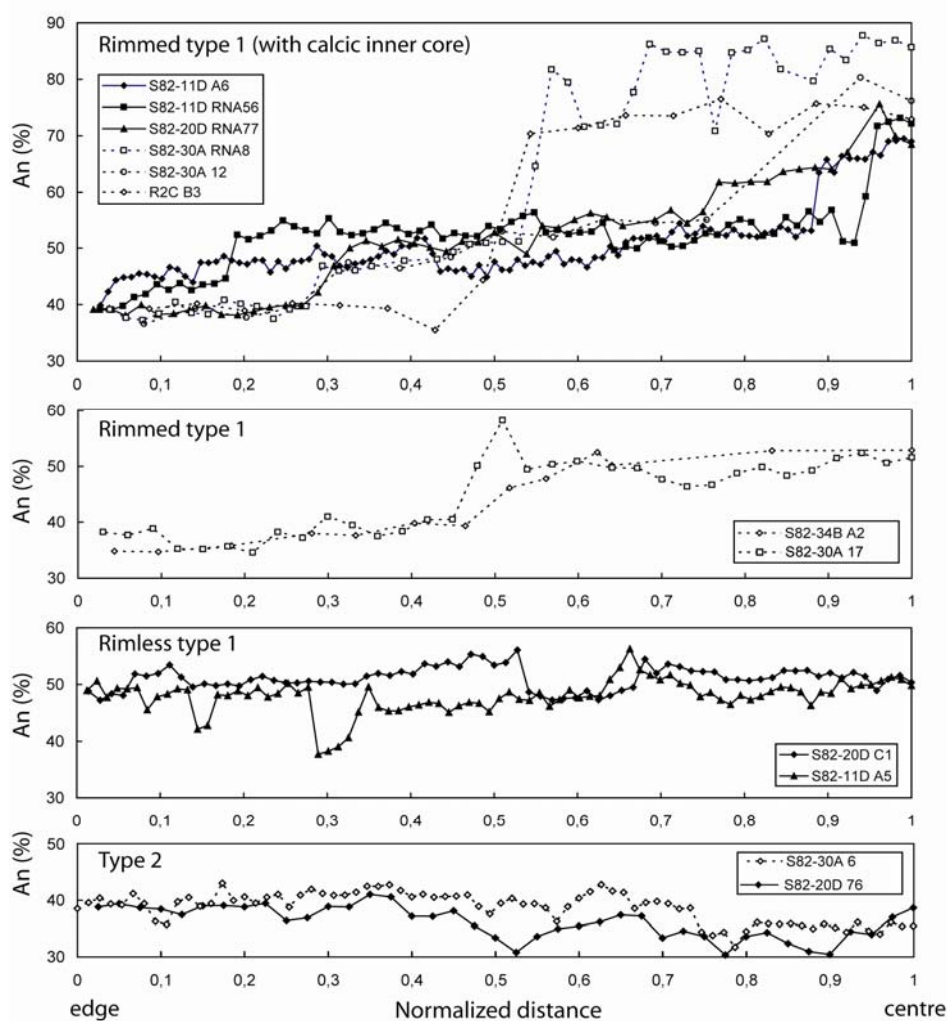 Rimmed type 1 (with calcic inner core)
S82-11D A6
S82-11D RNA56
S82-20D RNA77
S82-30A RNA8
S82-30A 12
R2C B3
An (%)
90
80
70
60
50
40
30
0 0,1 0,2 0,3 0,4 0,5 0,6 0,7 0,8 0,9 1
Rimmed type 1
S82-34B A2
S82-30A 17
An (%)
60
50
40
30
0 0,1 0,2 0,3 0,4 0,5 0,6 0,7 0,8 0,9 1
Rimless type 1
S82-20D C1
S82-11D A5
An (%)
60
50
40
30
0 0,1 0,2 0,3 0,4 0,5 0,6 0,7 0,8 0,9 1
Type 2
S82-30A 6
S82-20D 76
An (%)
50
40
30
0 0,1 0,2 0,3 0,4 0,5 0,6 0,7 0,8 0,9 1
edge Normalized distance centre